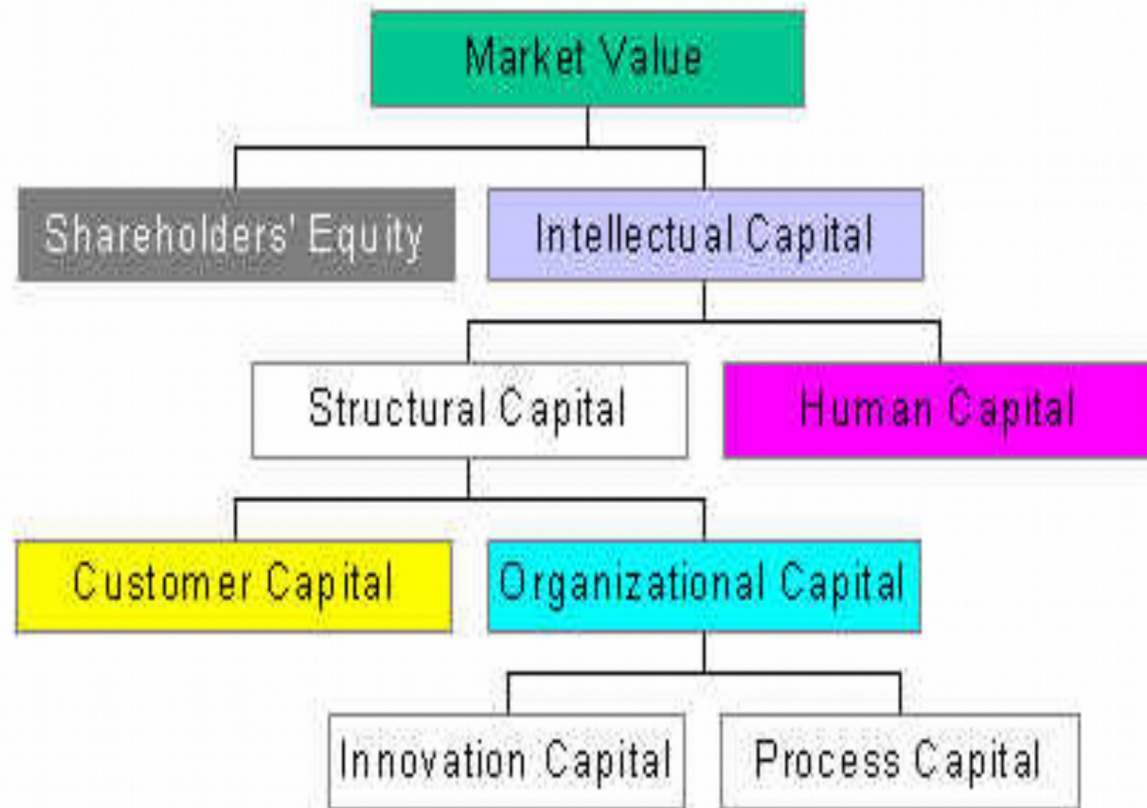 Market Value
Shareholders' Equity
Intellectual Capital
Structural Capital
Human Capital
Customer Capital
Organizational Capital
Innovation Capital
Process Capital